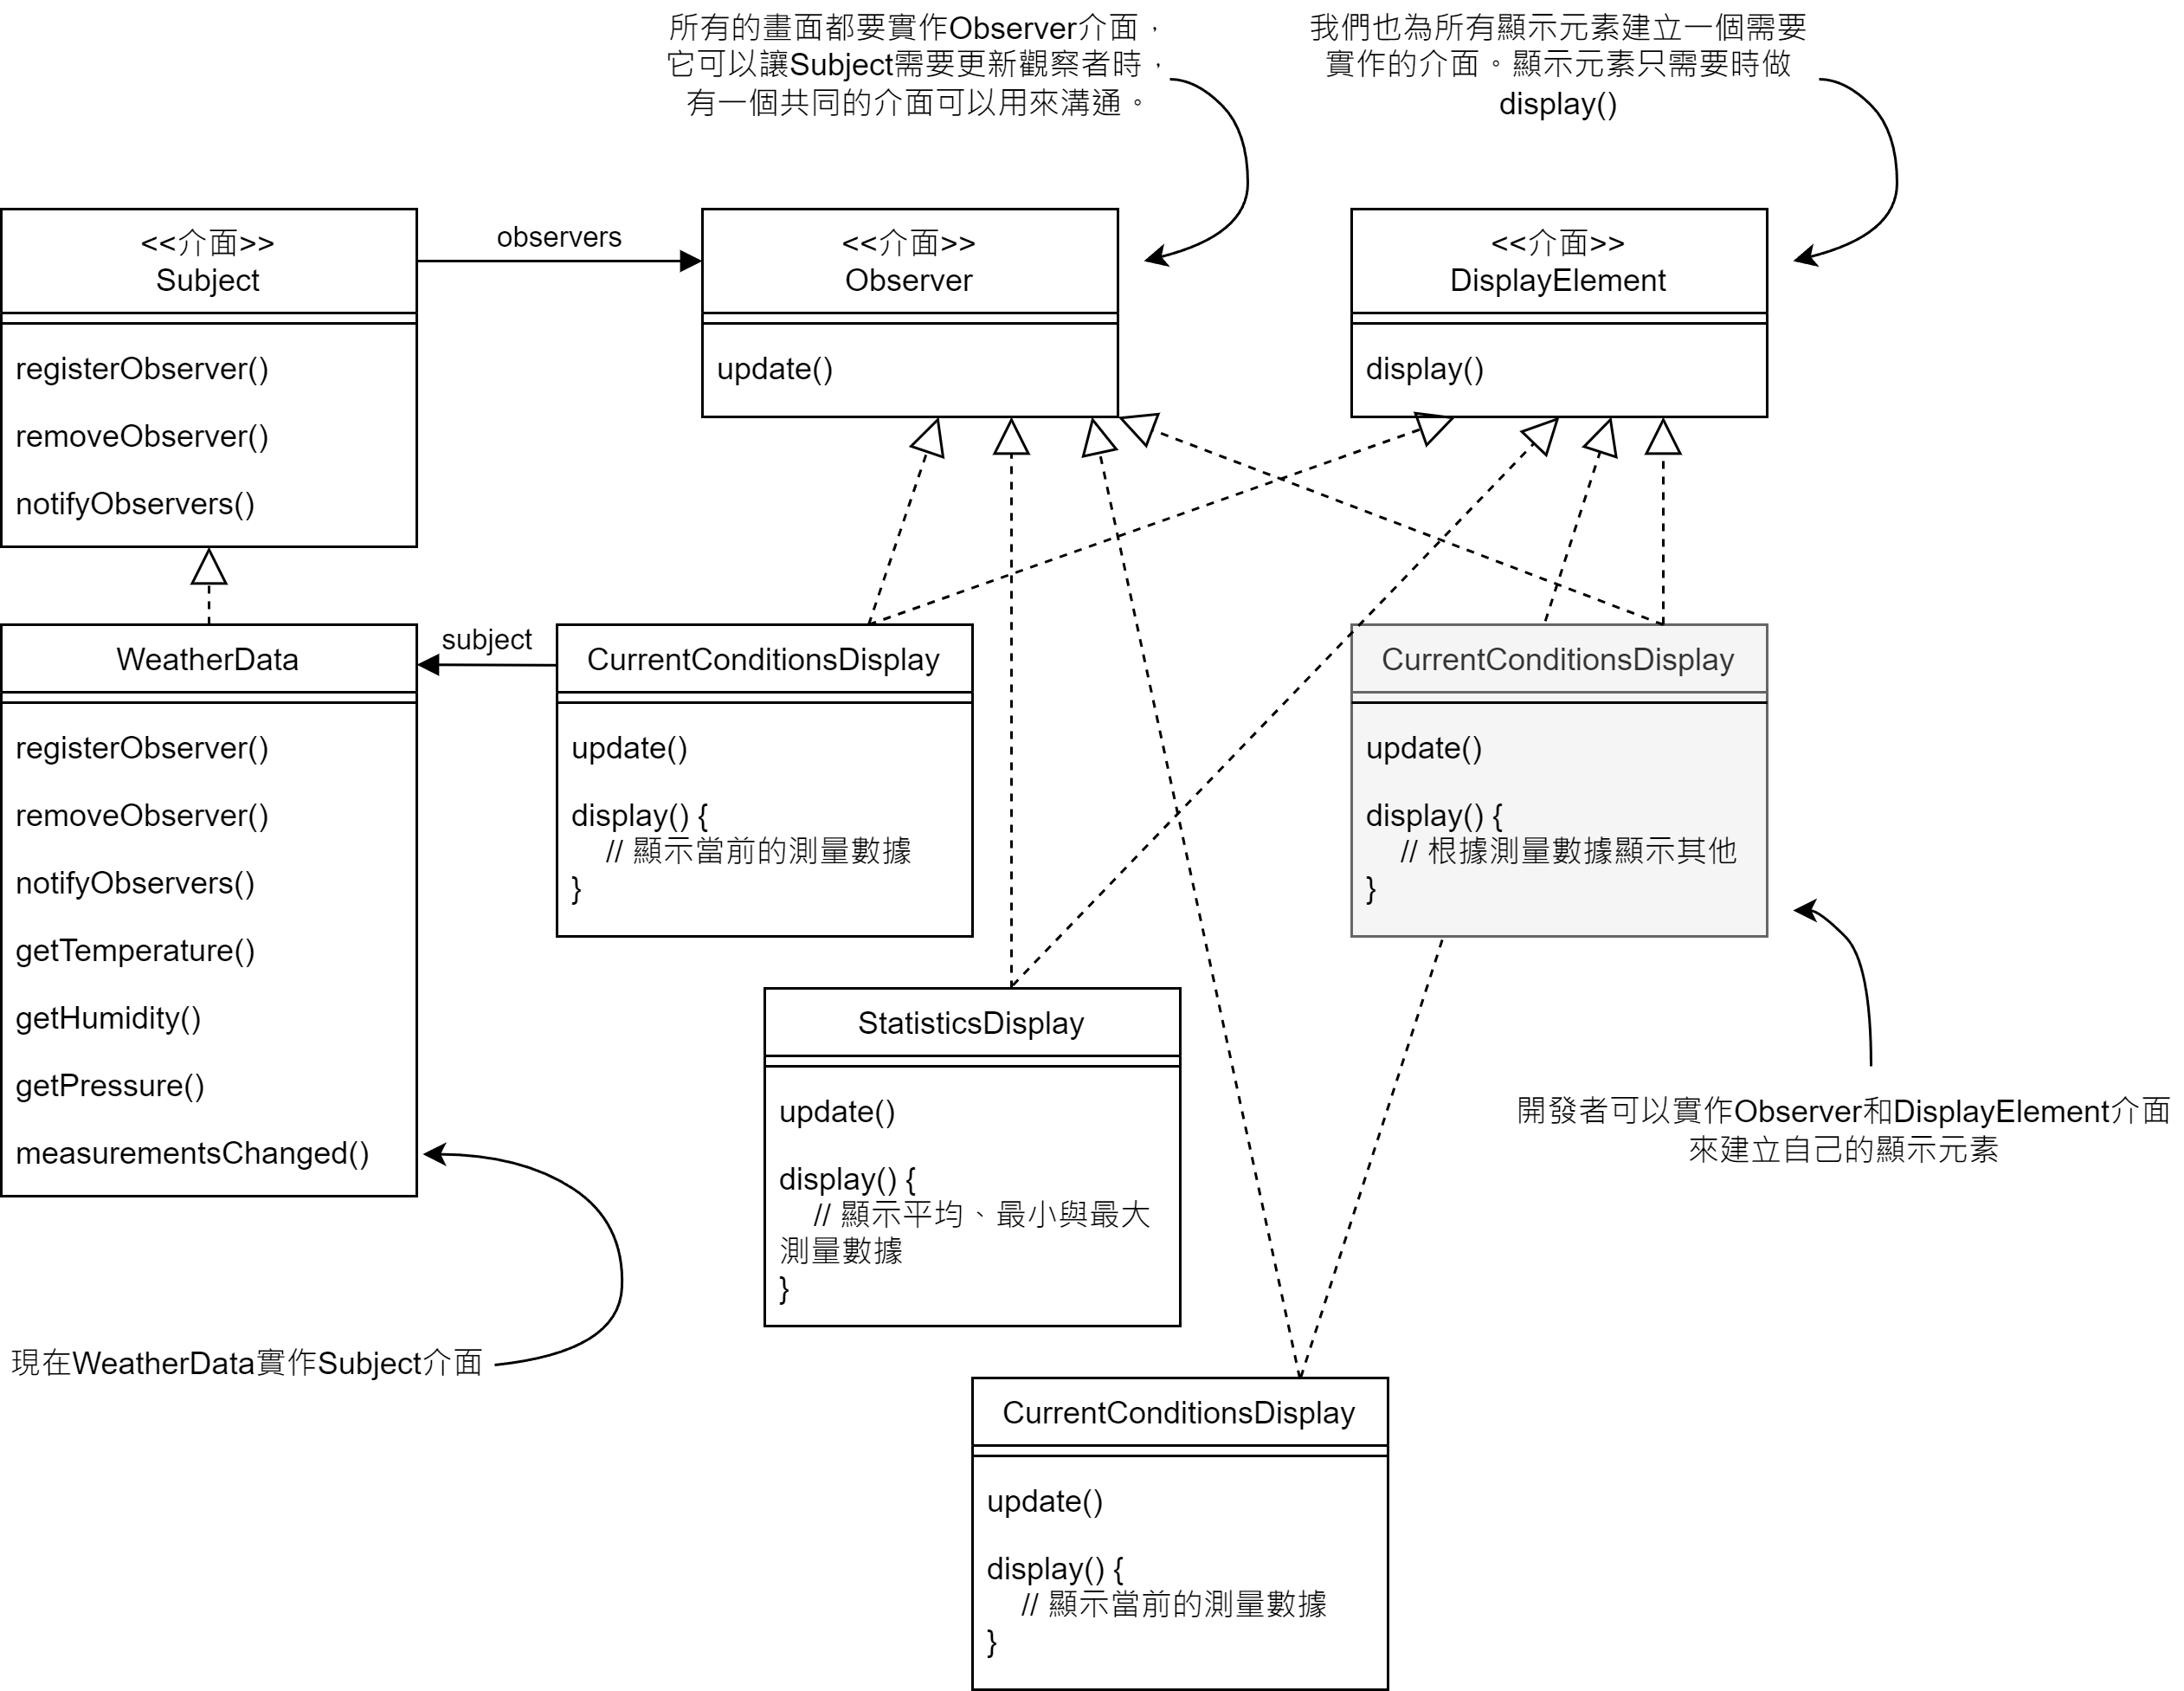 所有的畫面都要實作Observer介面，
它可以讓Subject需要更新觀察者時，
有一個共同的介面可以用來溝通。
我們也為所有顯示元素建立一個需要
實作的介面。顯示元素只需要時做
display()
<<介面>>
Subject
registerObserver()
removeObserver()
notifyObservers()
observers
<<介面>>
Observer
update()
<<介面>>
DisplayElement
display()
WeatherData
registerObserver()
removeObserver()
notifyObservers()
getTemperature()
getHumidity()
getPressure()
measurementsChanged()
subject
CurrentConditionsDisplay
update()
display() {
// 顯示當前的測量數據
}
CurrentConditionsDisplay
update()
display() {
// 根據測量數據顯示其他
}
StatisticsDisplay
update()
display() {
// 顯示平均、最小與最大
測量數據
}
開發者可以實作Observer和DisplayElement介面
來建立自己的顯示元素
現在WeatherData實作Subject介面
CurrentConditionsDisplay
update()
display() {
// 顯示當前的測量數據
}